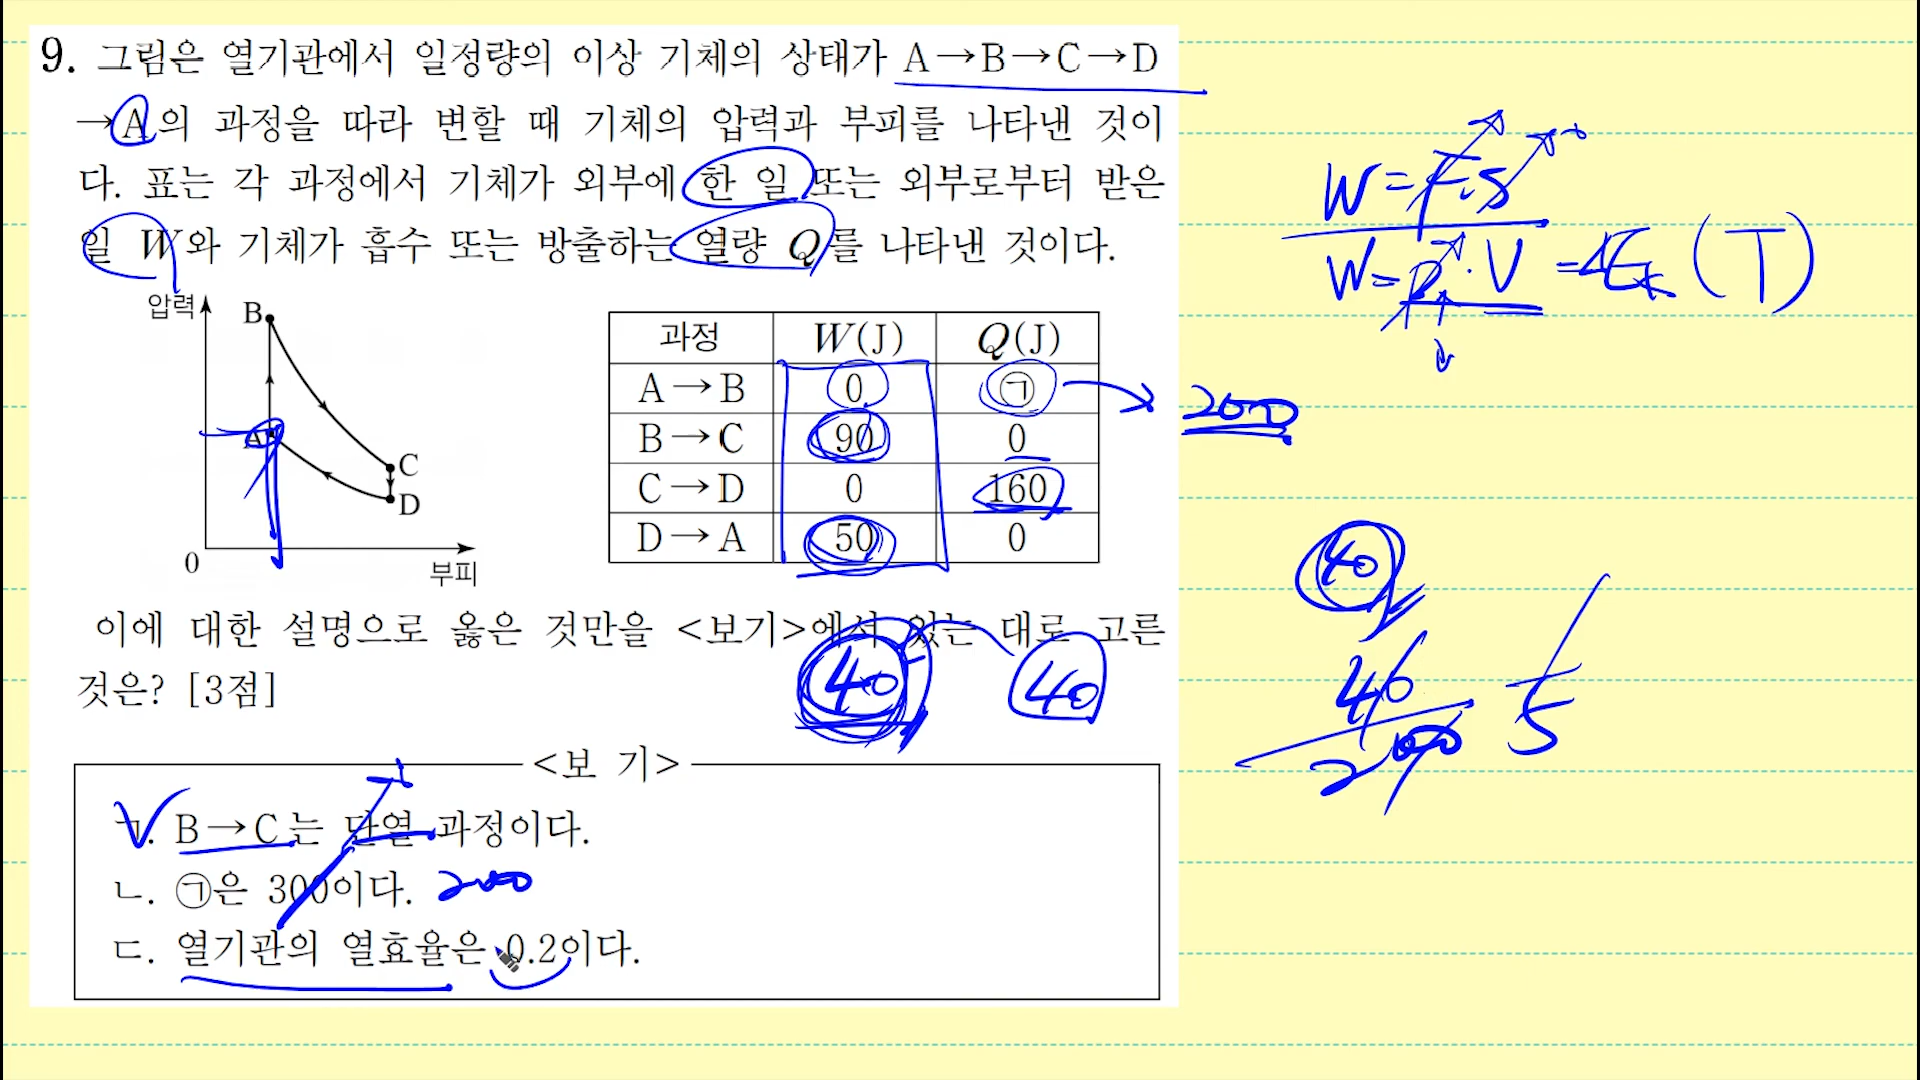 9. 그림은 열기관에서 일정량의 이상 기체의 상태가 A→B→C→D
→A의 과정을 따라 변할 때 기체의 압력과 부피를 나타낸 것이
다. 표는 각 과정에서 기체가 외부에 한 일 또는 외부로부터 받은
일 W와 기체가 흡수 또는 방출하는 열량 Q를 나타낸 것이다.
압력
B
A
C
D
0
부피
과정 W(J) Q(J)
A→B 0 ㉠
B→C 90 0
C→D 0 160
D→A 50 0
이에 대한 설명으로 옳은 것만을 <보기>에서 있는 대로 고른
것은? [3점]
<보 기>
ㄱ. B→C는 단열 과정이다.
ㄴ. ㉠은 300이다. 200
ㄷ. 열기관의 열효율은 0.2이다.
40
40
W=F·S
W=P·V
(T)
200
40
40
200
5